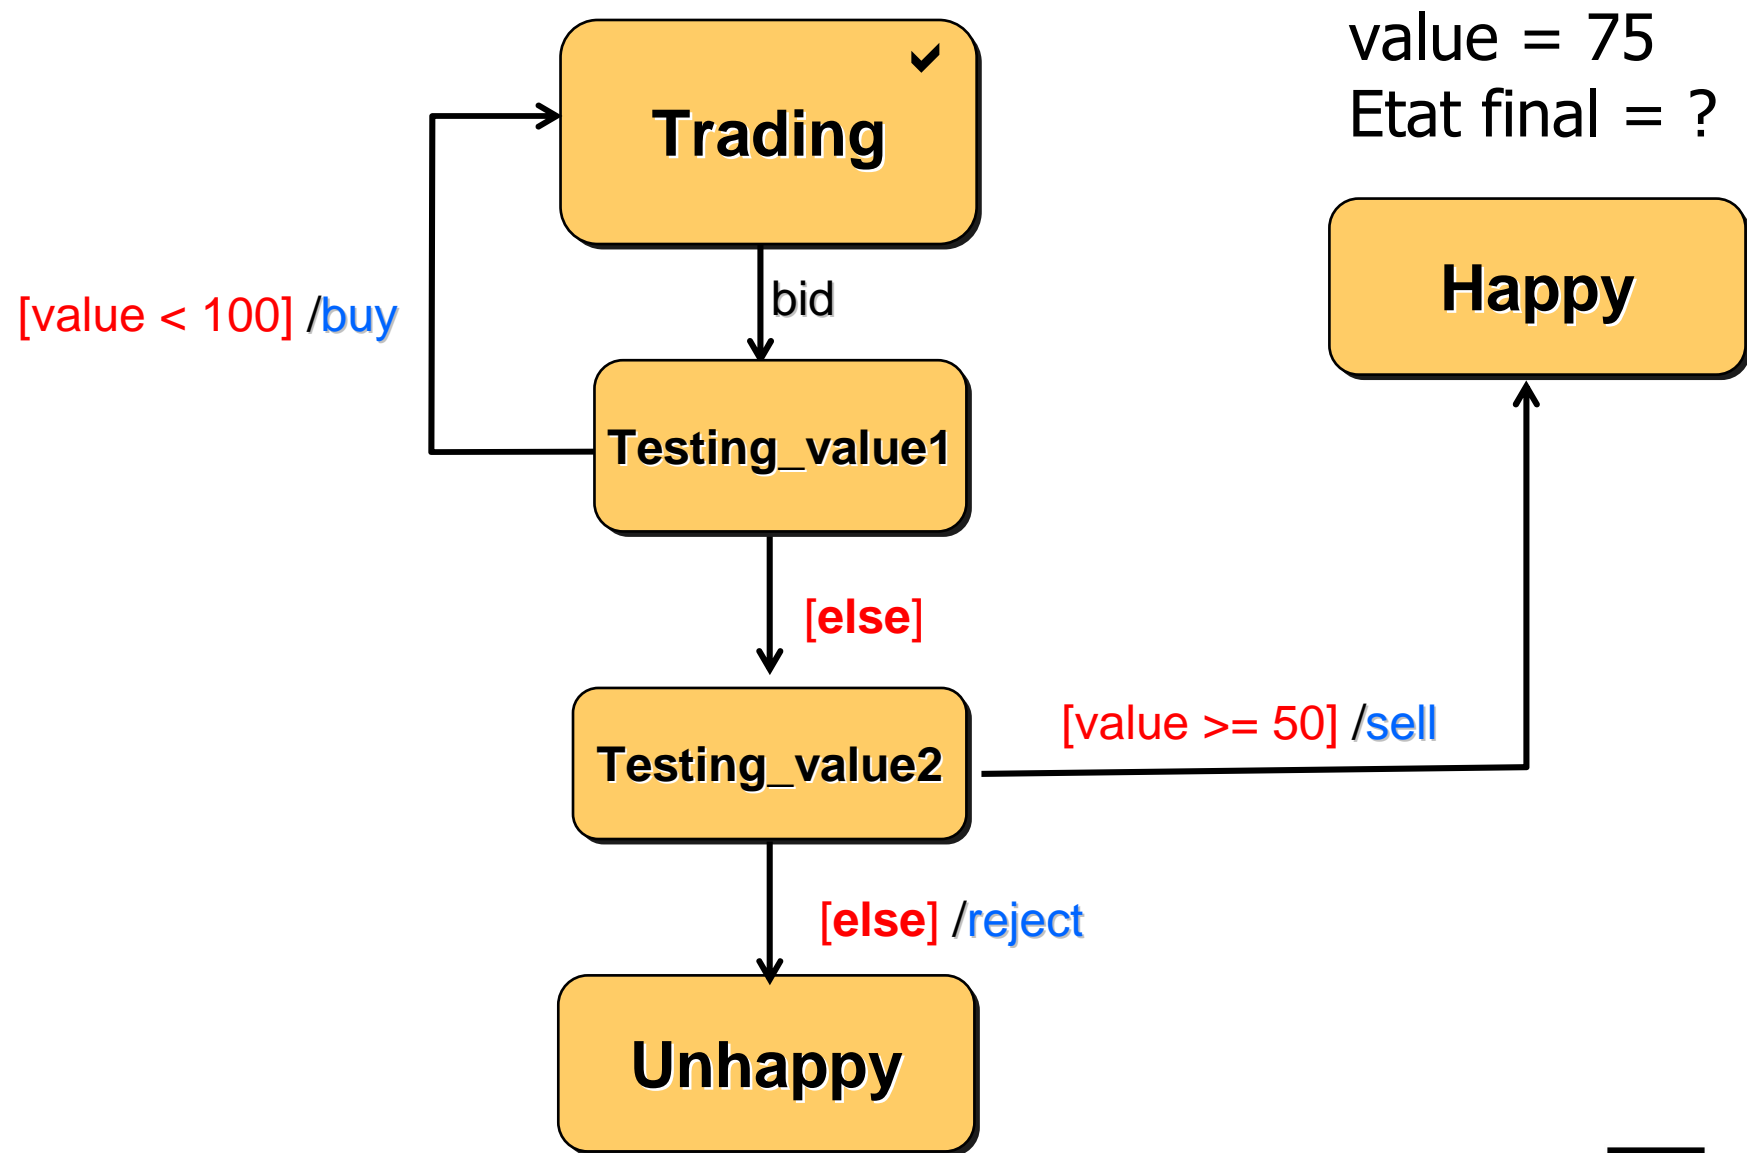 value = 75
Etat final = ?
Trading
Happy
bid
[value < 100] /buy
Testing_value1
[else]
[value >= 50] /sell
Testing_value2
[else] /reject
Unhappy